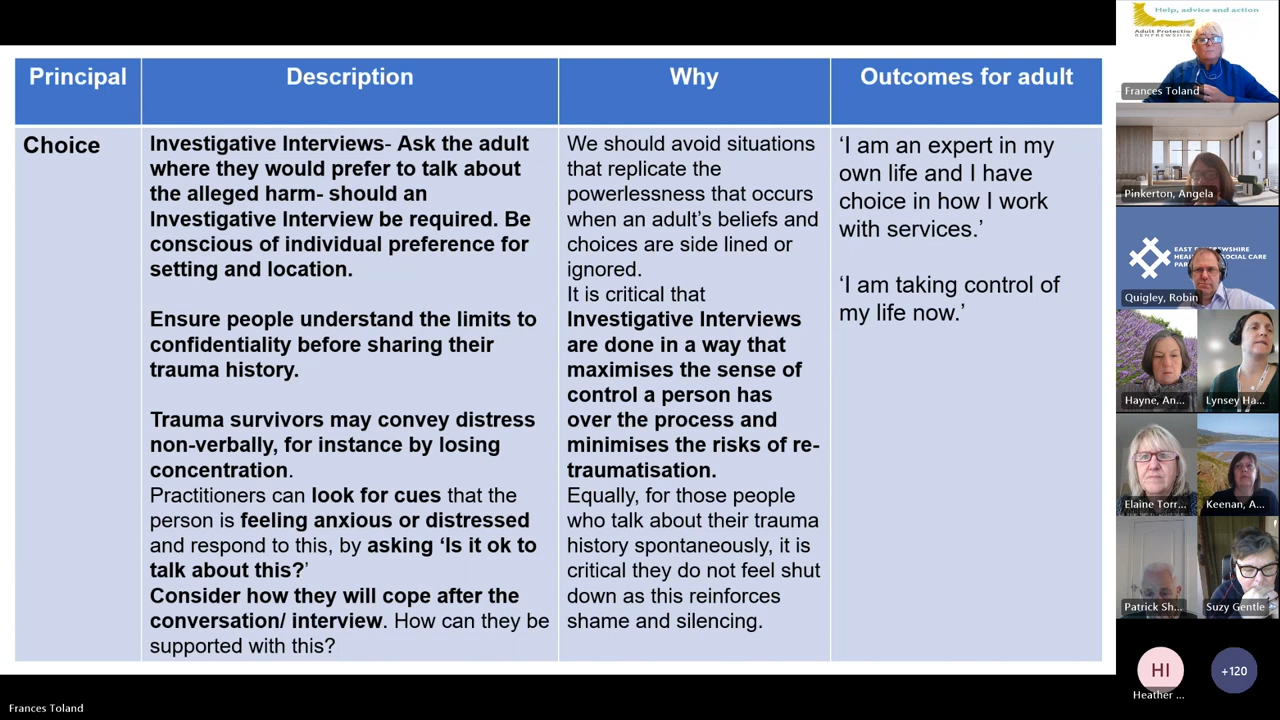 Principal
Description
Why
Outcomes for adult
Choice
Investigative Interviews- Ask the adult
where they would prefer to talk about
the alleged harm- should an
Investigative Interview be required. Be
conscious of individual preference for
setting and location.
Ensure people understand the limits to
confidentiality before sharing their
trauma history.
Trauma survivors may convey distress
non-verbally, for instance by losing
concentration.
Practitioners can look for cues that the
person is feeling anxious or distressed
and respond to this, by asking ‘Is it ok to
talk about this?’
Consider how they will cope after the
conversation/ interview. How can they be
supported with this?
We should avoid situations
that replicate the
powerlessness that occurs
when an adult’s beliefs and
choices are side lined or
ignored.
It is critical that
Investigative Interviews
are done in a way that
maximises the sense of
control a person has
over the process and
minimises the risks of re-
traumatisation.
Equally, for those people
who talk about their trauma
history spontaneously, it is
critical they do not feel shut
down as this reinforces
shame and silencing.
‘I am an expert in my
own life and I have
choice in how I work
with services.’
‘I am taking control of
my life now.’
Help, advice and action
Adult Protectio
RENFREWSHIR
Frances Toland
Pinkerton, Angela
EAST RENFREWSHIRE
Quigley, Robin
Hayne, An...
Lynsey Ha...
Elaine Torr...
Keenan, A...
Patrick Sh...
Suzy Gentle
HI
+120
Heather ...
Frances Toland